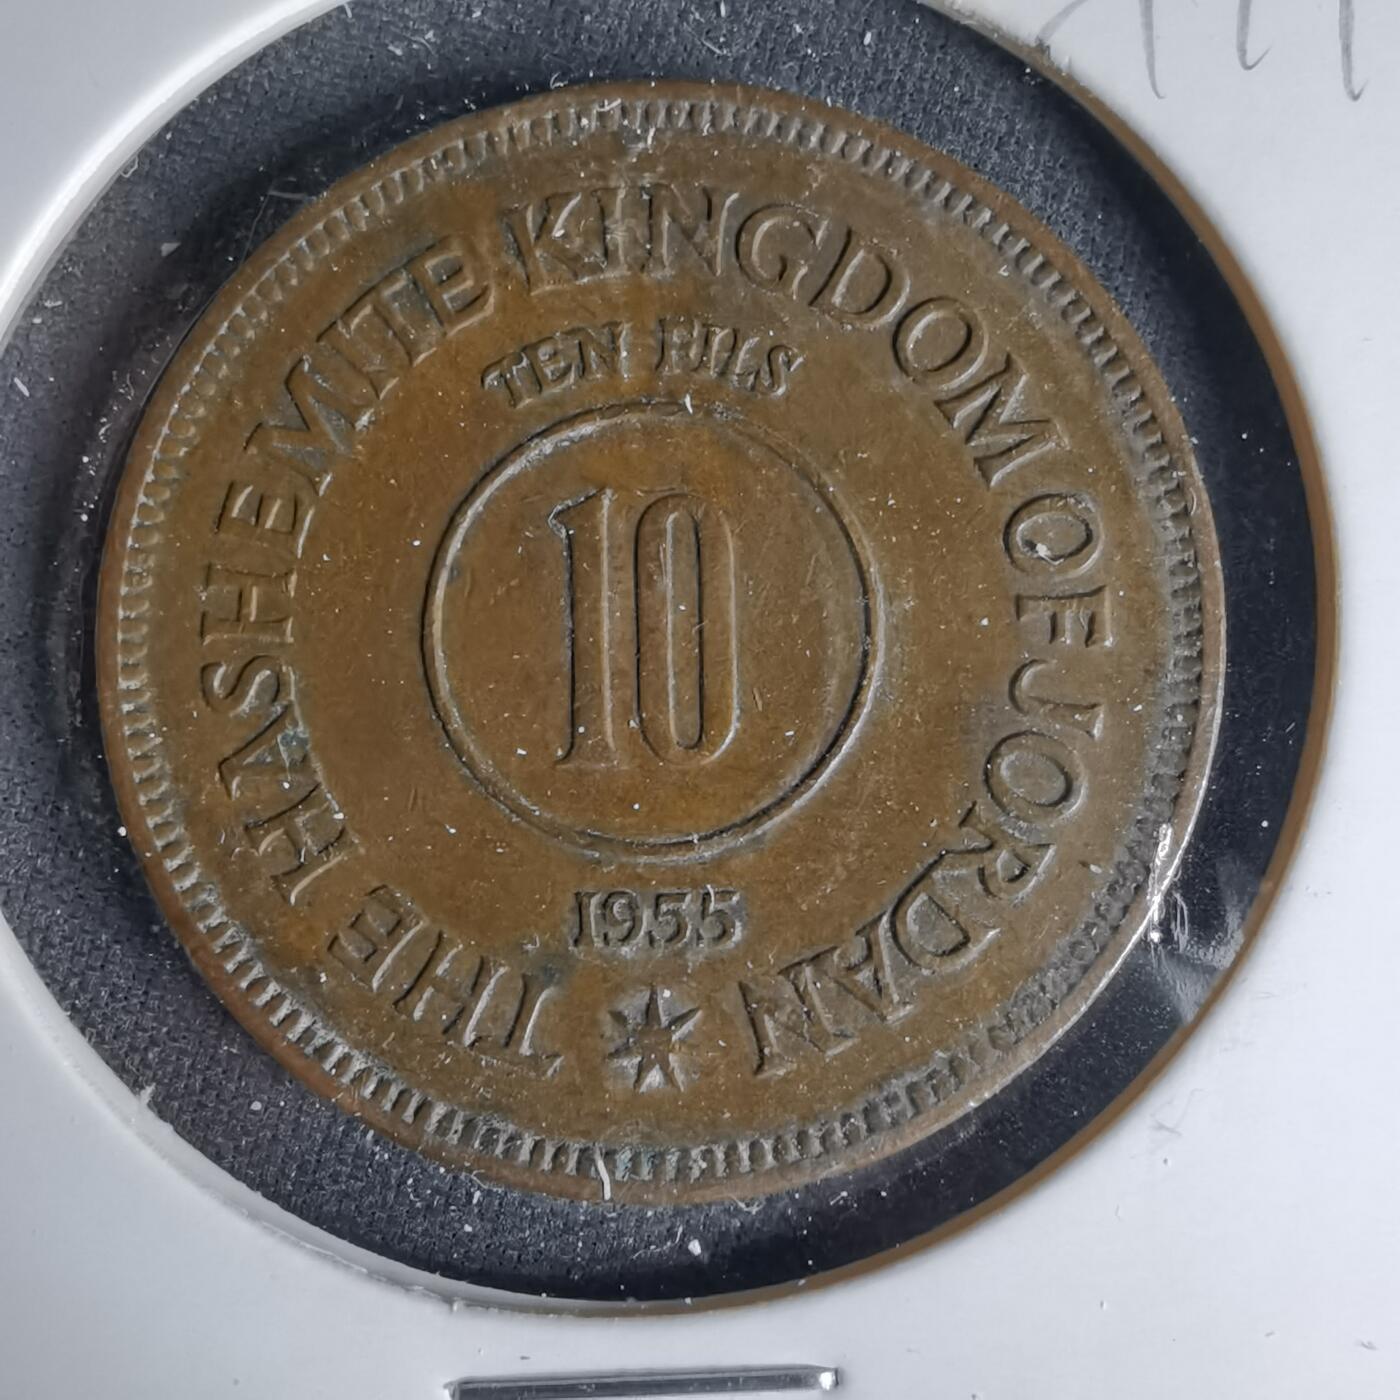 THE HASHEMITE KINGDOM OF JORDAN
TEN FILS
10
1955